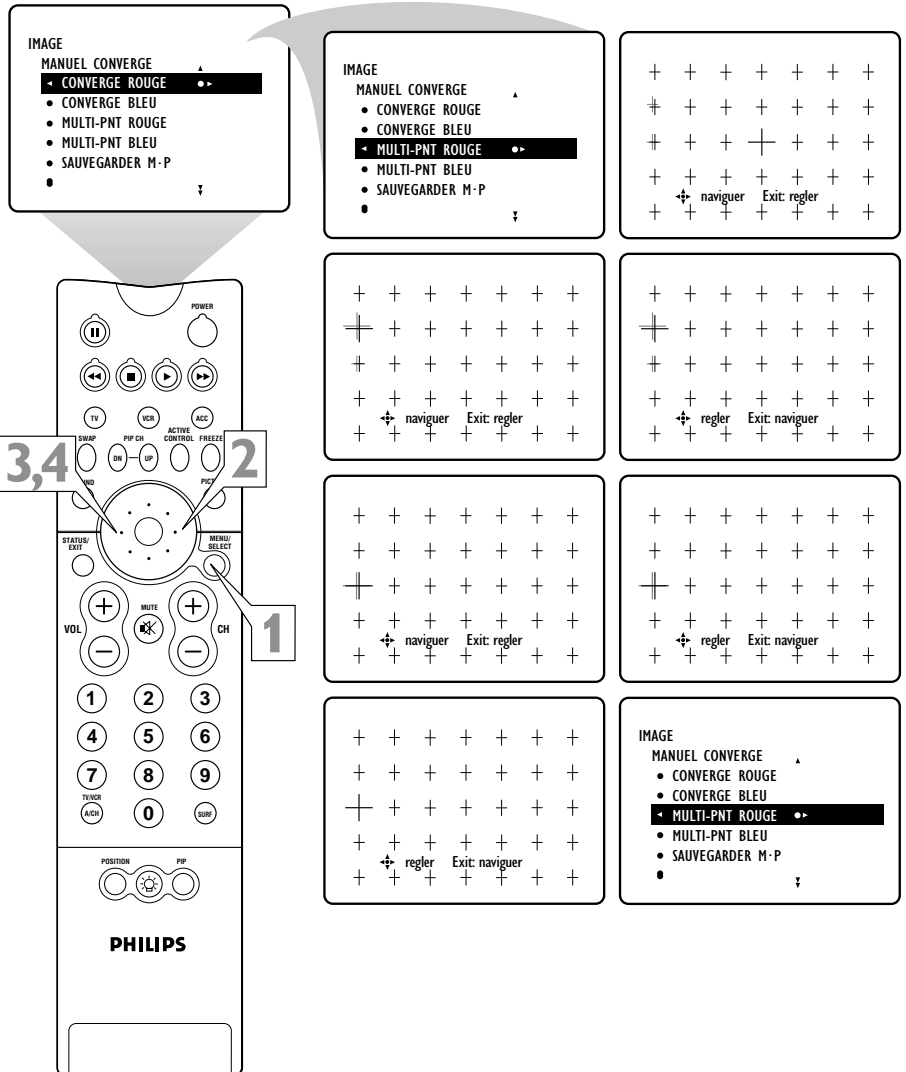 IMAGE
MANUEL CONVERGE
CONVERGE ROUGE
CONVERGE BLEU
MULTI-PNT ROUGE
MULTI-PNT BLEU
SAUVEGARDER M·P
IMAGE
MANUEL CONVERGE
CONVERGE ROUGE
CONVERGE BLEU
MULTI-PNT ROUGE
MULTI-PNT BLEU
SAUVEGARDER M·P
naviguer Exit: regler
naviguer Exit: regler
regler Exit: naviguer
naviguer Exit: regler
regler Exit: naviguer
regler Exit: naviguer
IMAGE
MANUEL CONVERGE
CONVERGE ROUGE
CONVERGE BLEU
MULTI-PNT ROUGE
MULTI-PNT BLEU
SAUVEGARDER M·P
POWER
TV VCR ACC
SWAP PIP CH ACTIVE CONTROL FREEZE
DN UP
3,4
2
STATUS/
EXIT
MENU/
SELECT
1
VOL MUTE CH
1 2 3
4 5 6
7 8 9
TV/VCR
A/CH 0 SURF
POSITION PIP
PHILIPS